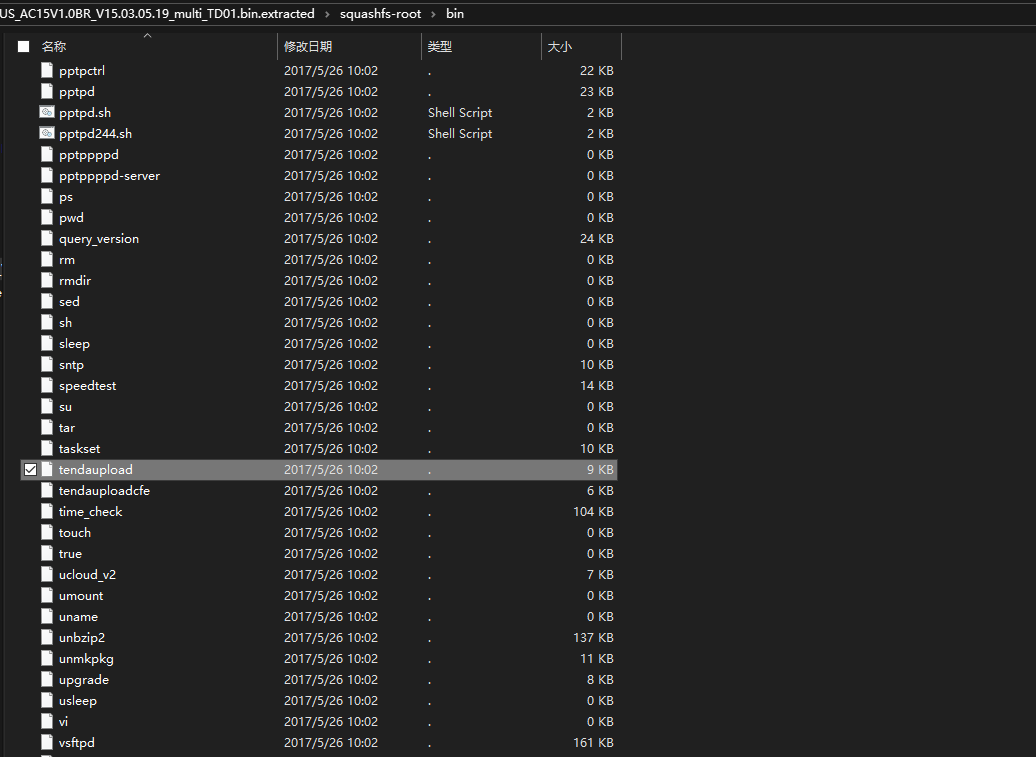 US_AC15V1.0BR_V15.03.05.19_multi_TD01.bin.extracted › squashfs-root › bin
名称 修改日期 类型 大小
pptpctrl 2017/5/26 10:02 . 22 KB
pptpd 2017/5/26 10:02 . 23 KB
pptpd.sh 2017/5/26 10:02 Shell Script 2 KB
pptpd244.sh 2017/5/26 10:02 Shell Script 2 KB
pptppppd 2017/5/26 10:02 . 0 KB
pptppppd-server 2017/5/26 10:02 . 0 KB
ps 2017/5/26 10:02 . 0 KB
pwd 2017/5/26 10:02 . 0 KB
query_version 2017/5/26 10:02 . 24 KB
rm 2017/5/26 10:02 . 0 KB
rmdir 2017/5/26 10:02 . 0 KB
sed 2017/5/26 10:02 . 0 KB
sh 2017/5/26 10:02 . 0 KB
sleep 2017/5/26 10:02 . 0 KB
sntp 2017/5/26 10:02 . 10 KB
speedtest 2017/5/26 10:02 . 14 KB
su 2017/5/26 10:02 . 0 KB
tar 2017/5/26 10:02 . 0 KB
taskset 2017/5/26 10:02 . 10 KB
tendaupload 2017/5/26 10:02 . 9 KB
tendauploadcfe 2017/5/26 10:02 . 6 KB
time_check 2017/5/26 10:02 . 104 KB
touch 2017/5/26 10:02 . 0 KB
true 2017/5/26 10:02 . 0 KB
ucloud_v2 2017/5/26 10:02 . 7 KB
umount 2017/5/26 10:02 . 0 KB
uname 2017/5/26 10:02 . 0 KB
unbzip2 2017/5/26 10:02 . 137 KB
unmkpkg 2017/5/26 10:02 . 11 KB
upgrade 2017/5/26 10:02 . 8 KB
usleep 2017/5/26 10:02 . 0 KB
vi 2017/5/26 10:02 . 0 KB
vsftpd 2017/5/26 10:02 . 161 KB